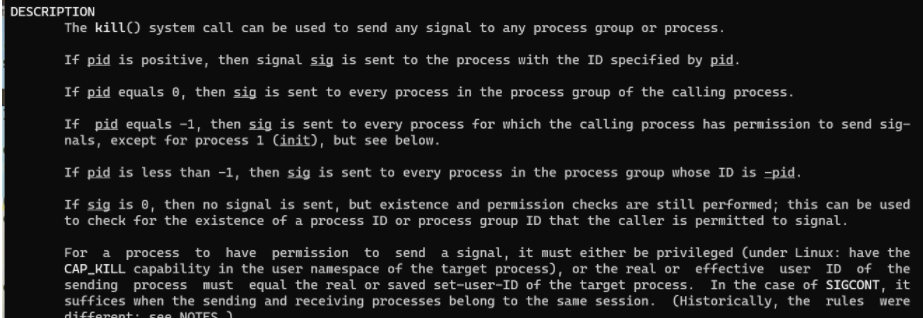 DESCRIPTION
The kill() system call can be used to send any signal to any process group or process.
If pid is positive, then signal sig is sent to the process with the ID specified by pid.
If pid equals 0, then sig is sent to every process in the process group of the calling process.
If pid equals -1, then sig is sent to every process for which the calling process has permission to send sig-
nals, except for process 1 (init), but see below.
If pid is less than -1, then sig is sent to every process in the process group whose ID is -pid.
If sig is 0, then no signal is sent, but existence and permission checks are still performed; this can be used
to check for the existence of a process ID or process group ID that the caller is permitted to signal.
For a process to have permission to send a signal, it must either be privileged (under Linux: have the
CAP_KILL capability in the user namespace of the target process), or the real or effective user ID of the
sending process must equal the real or saved set-user-ID of the target process. In the case of SIGCONT, it
suffices when the sending and receiving processes belong to the same session. (Historically, the rules were
different; see NOTES.)